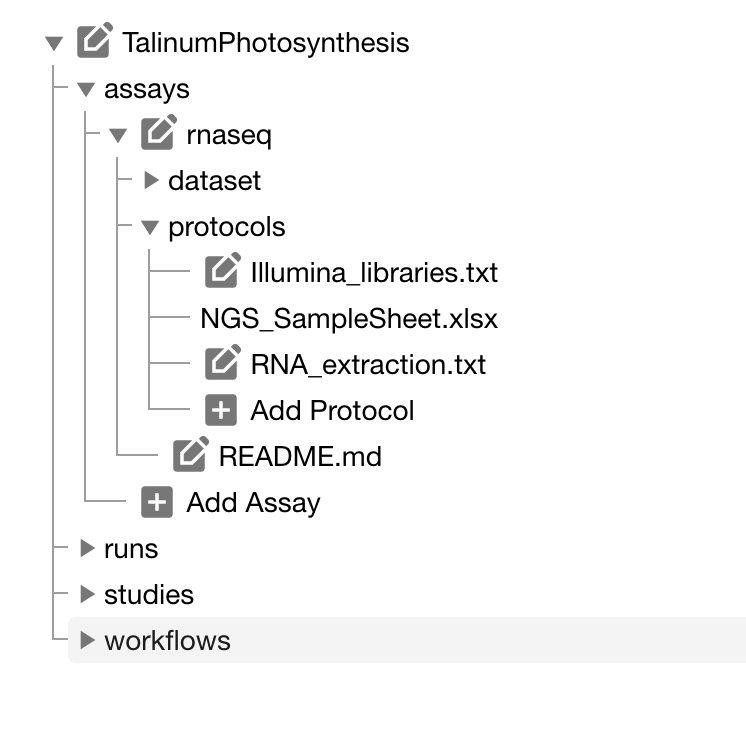 TalinumPhotosynthesis
assays
rnaseq
dataset
protocols
Illumina_libraries.txt
NGS_SampleSheet.xlsx
RNA_extraction.txt
Add Protocol
README.md
Add Assay
runs
studies
workflows